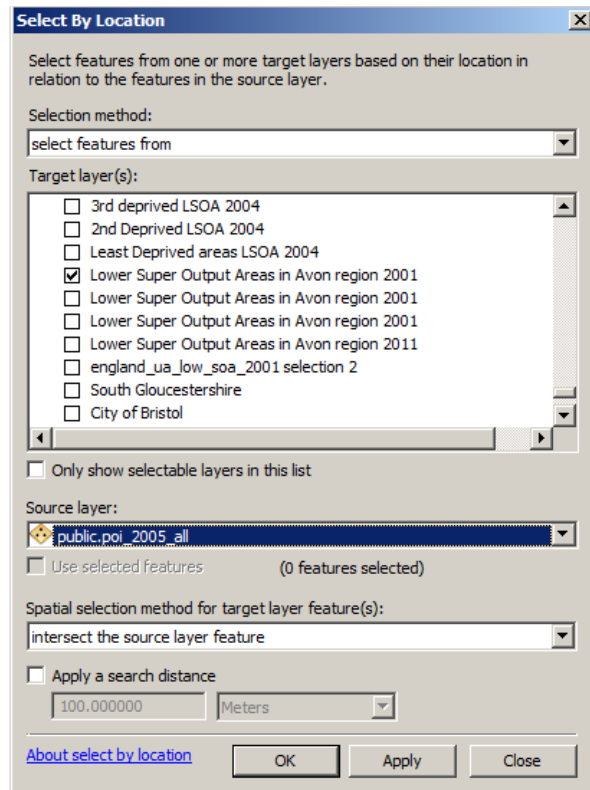 Select By Location
Select features from one or more target layers based on their location in
relation to the features in the source layer.
Selection method:
select features from
Target layer(s):
3rd deprived LSOA 2004
2nd Deprived LSOA 2004
Least Deprived areas LSOA 2004
Lower Super Output Areas in Avon region 2001
Lower Super Output Areas in Avon region 2001
Lower Super Output Areas in Avon region 2001
Lower Super Output Areas in Avon region 2011
england_ua_low_soa_2001 selection 2
South Gloucestershire
City of Bristol
Only show selectable layers in this list
Source layer:
public.poi_2005_all
Use selected features (0 features selected)
Spatial selection method for target layer feature(s):
intersect the source layer feature
Apply a search distance
100.000000 Meters
About select by location OK Apply Close